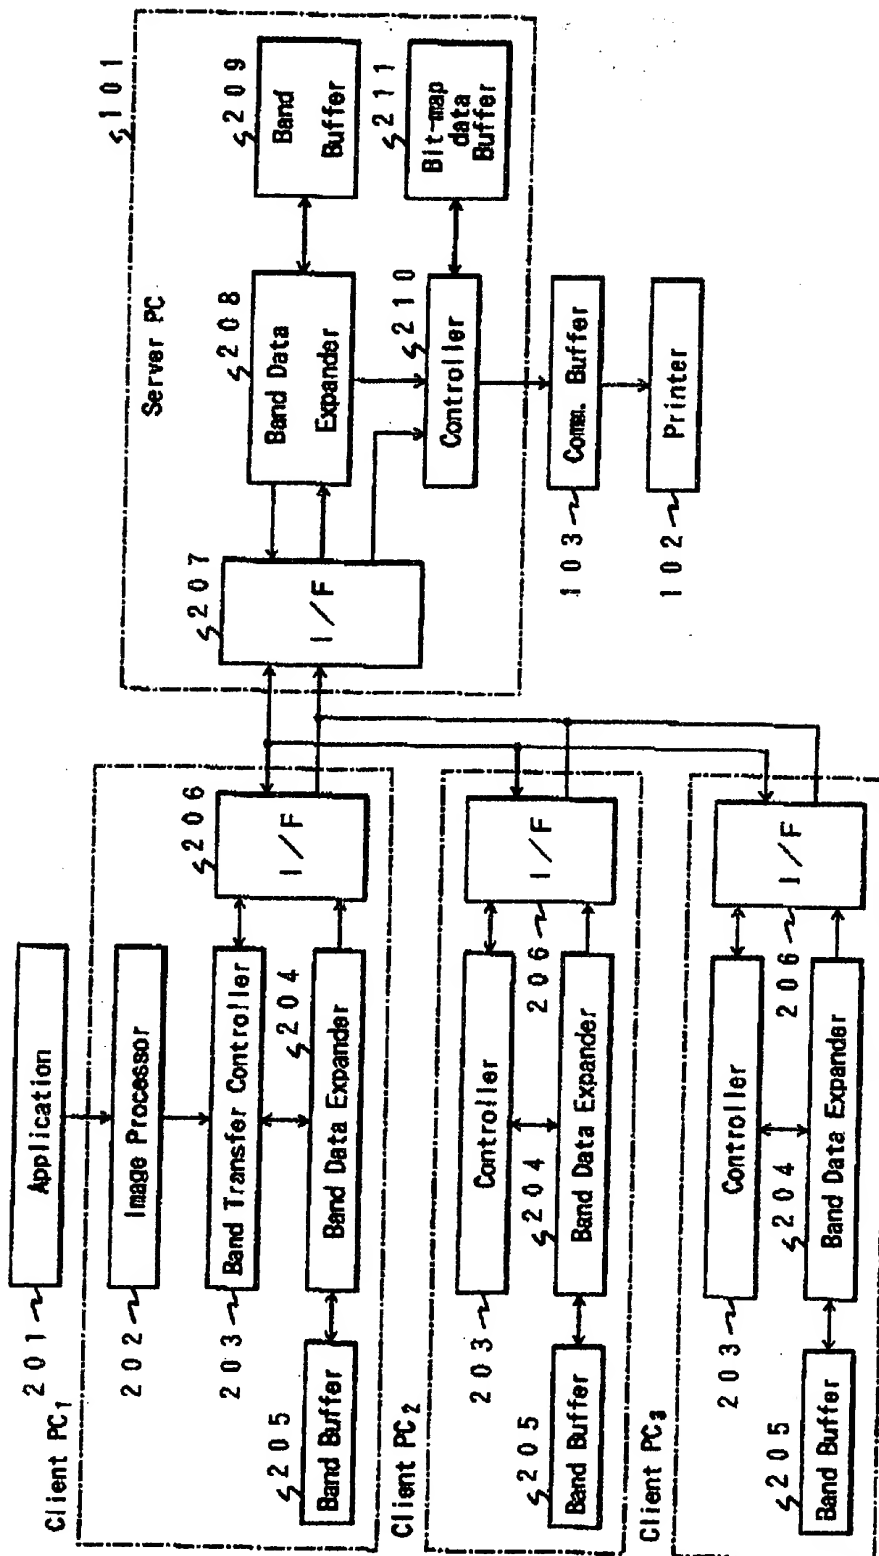 Client PC1
201
Application
202
Image Processor
203
Band Transfer Controller
204
Band Data Expander
205
Band Buffer
206
I/F
Client PC2
203
Controller
204
Band Data Expander
205
Band Buffer
206
I/F
Client PC3
203
Controller
204
Band Data Expander
205
Band Buffer
206
I/F
Server PC
101
207
I/F
208
Band Data
Expander
209
Band
Buffer
210
Controller
211
Bit-map
data
Buffer
103
Comm. Buffer
102
Printer